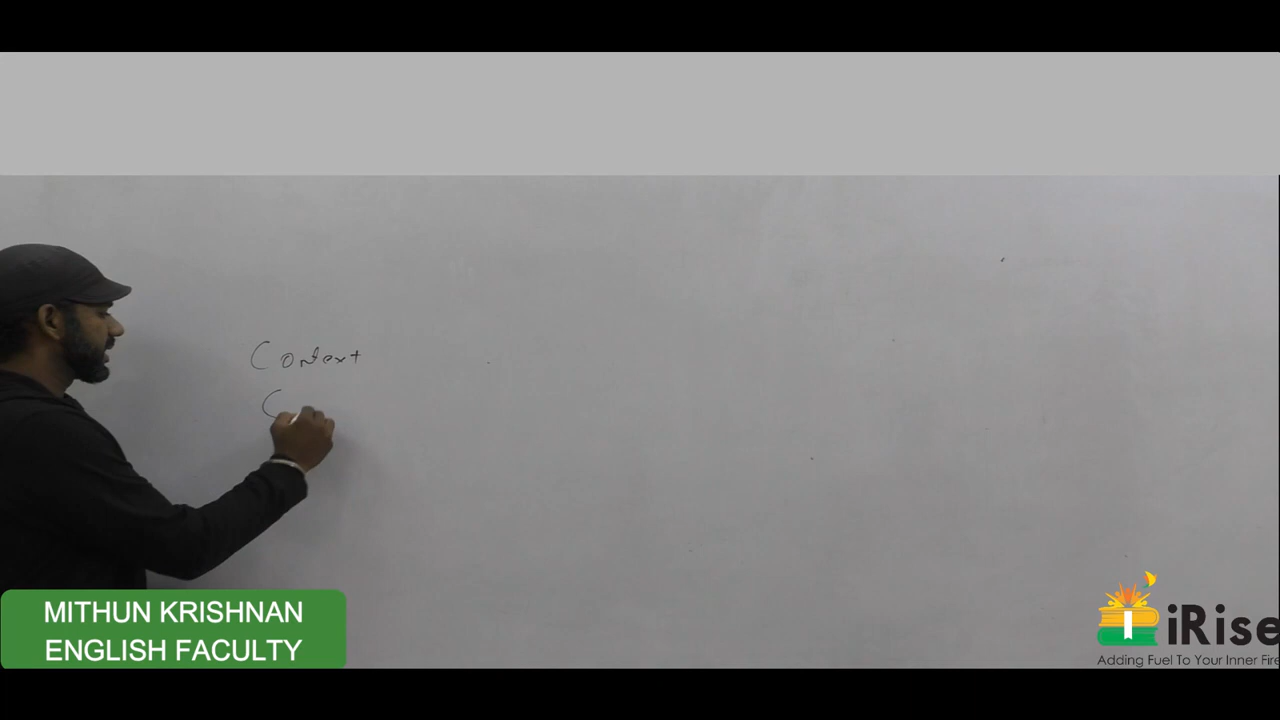 Context
C
MITHUN KRISHNAN
ENGLISH FACULTY
iRise
Adding Fuel To Your Inner Fire